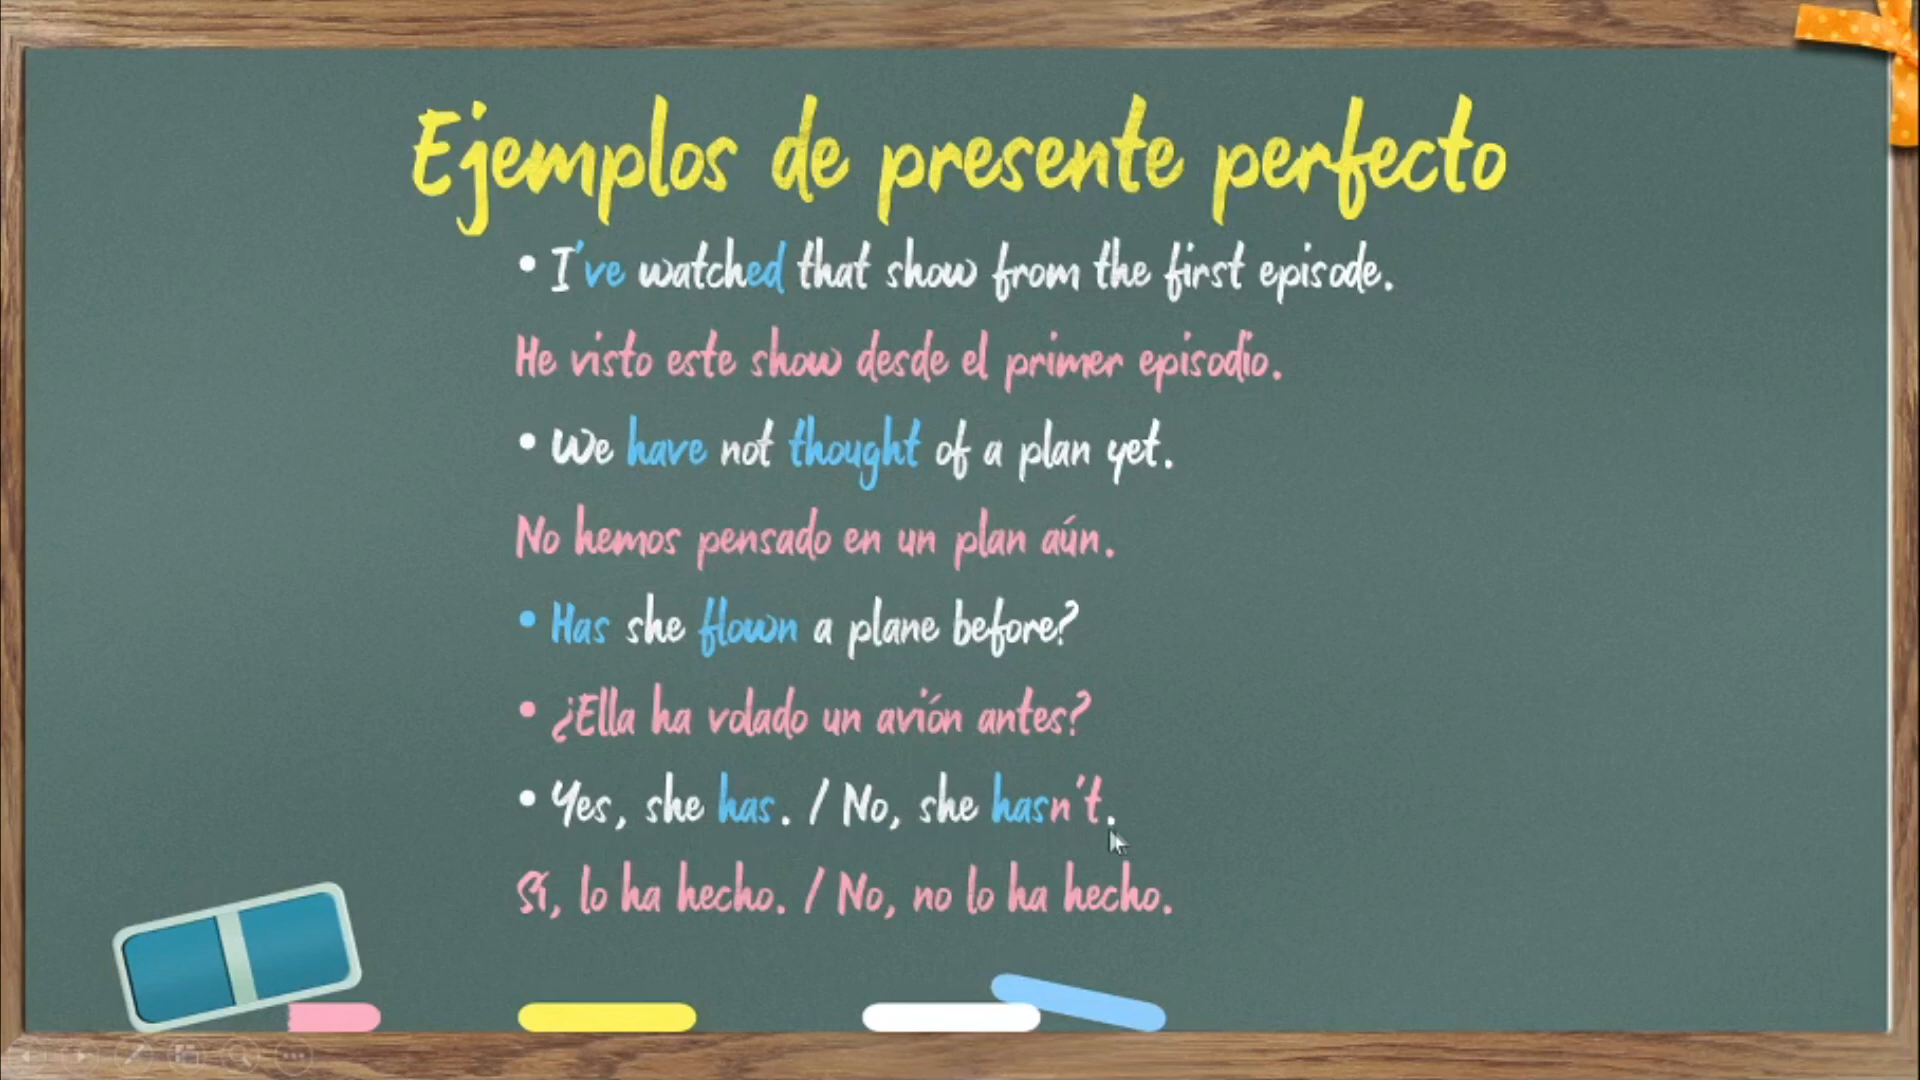 Ejemplos de presente perfecto
• I've watched that show from the first episode.
He visto este show desde el primer episodio.
• We have not thought of a plan yet.
No hemos pensado en un plan aún.
• Has she flown a plane before?
• ¿Ella ha volado un avión antes?
• Yes, she has. / No, she hasn't.
Sí, lo ha hecho. / No, no lo ha hecho.